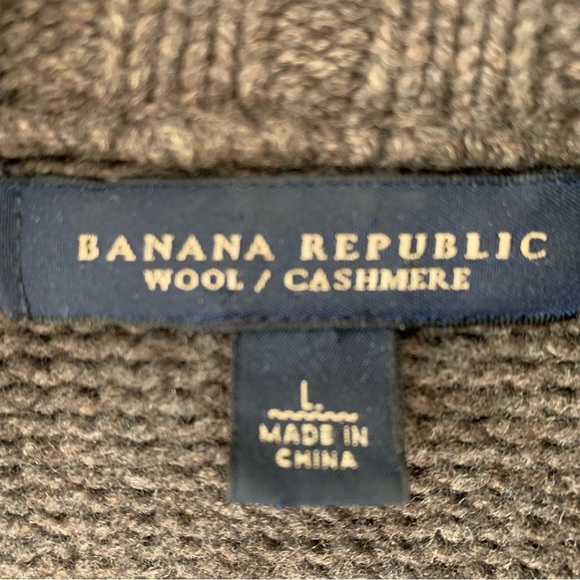 BANANA REPUBLIC
WOOL / CASHMERE
L
MADE IN
CHINA